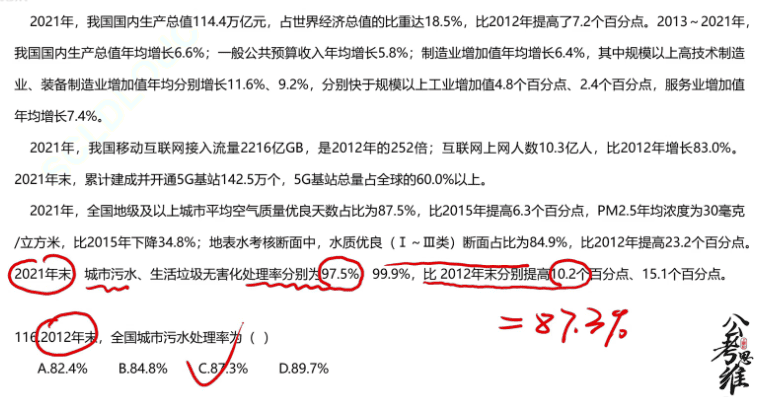 2021年，我国国内生产总值114.4万亿元，占世界经济总值的比重达18.5%，比2012年提高了7.2个百分点。2013～2021年，
我国国内生产总值年均增长6.6%；一般公共预算收入年均增长5.8%；制造业增加值年均增长6.4%，其中规模以上高技术制造
业、装备制造业增加值年均分别增长11.6%、9.2%，分别快于规模以上工业增加值4.8个百分点、2.4个百分点，服务业增加值
年均增长7.4%。
2021年，我国移动互联网接入流量2216亿GB，是2012年的252倍；互联网上网人数10.3亿人，比2012年增长83.0%。
2021年末，累计建成并开通5G基站142.5万个，5G基站总量占全球的60.0%以上。
2021年，全国地级及以上城市平均空气质量优良天数占比为87.5%，比2015年提高6.3个百分点，PM2.5年均浓度为30毫克
/立方米，比2015年下降34.8%；地表水考核断面中，水质优良（Ⅰ～Ⅲ类）断面占比为84.9%，比2012年提高23.2个百分点。
2021年末，城市污水、生活垃圾无害化处理率分别为97.5%、99.9%，比 2012年末分别提高10.2个百分点、15.1个百分点。
=87.3%
116.2012年末，全国城市污水处理率为（ ）
A.82.4% B.84.8% C.87.3% D.89.7%
公考思维